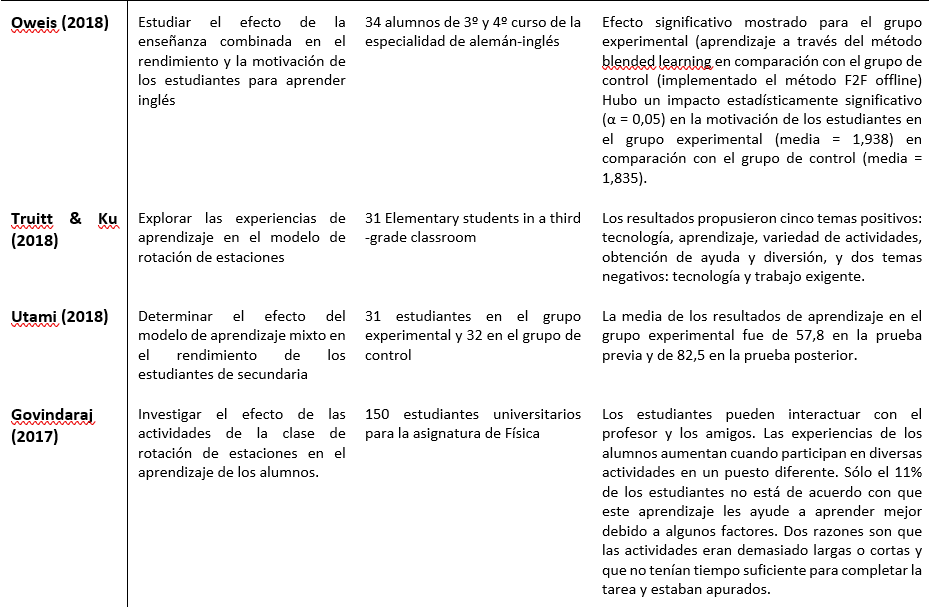 Oweis (2018)
Estudiar el efecto de la
enseñanza combinada en el
rendimiento y la motivación de
los estudiantes para aprender
inglés
34 alumnos de 3º y 4º curso de la
especialidad de alemán-inglés
Efecto significativo mostrado para el grupo
experimental (aprendizaje a través del método
blended learning en comparación con el grupo de
control (implementado el método F2F offline)
Hubo un impacto estadísticamente significativo
(α = 0,05) en la motivación de los estudiantes en
el grupo experimental (media = 1,938) en
comparación con el grupo de control (media =
1,835).
Truitt & Ku
(2018)
Explorar las experiencias de
aprendizaje en el modelo de
rotación de estaciones
31 Elementary students in a third
-grade classroom
Los resultados propusieron cinco temas positivos:
tecnología, aprendizaje, variedad de actividades,
obtención de ayuda y diversión, y dos temas
negativos: tecnología y trabajo exigente.
Utami (2018)
Determinar el efecto del
modelo de aprendizaje mixto en
el rendimiento de los
estudiantes de secundaria
31 estudiantes en el grupo
experimental y 32 en el grupo de
control
La media de los resultados de aprendizaje en el
grupo experimental fue de 57,8 en la prueba
previa y de 82,5 en la prueba posterior.
Govindaraj
(2017)
Investigar el efecto de las
actividades de la clase de
rotación de estaciones en el
aprendizaje de los alumnos.
150 estudiantes universitarios
para la asignatura de Física
Los estudiantes pueden interactuar con el
profesor y los amigos. Las experiencias de los
alumnos aumentan cuando participan en diversas
actividades en un puesto diferente. Sólo el 11%
de los estudiantes no está de acuerdo con que
este aprendizaje les ayude a aprender mejor
debido a algunos factores. Dos razones son que
las actividades eran demasiado largas o cortas y
que no tenían tiempo suficiente para completar la
tarea y estaban apurados.